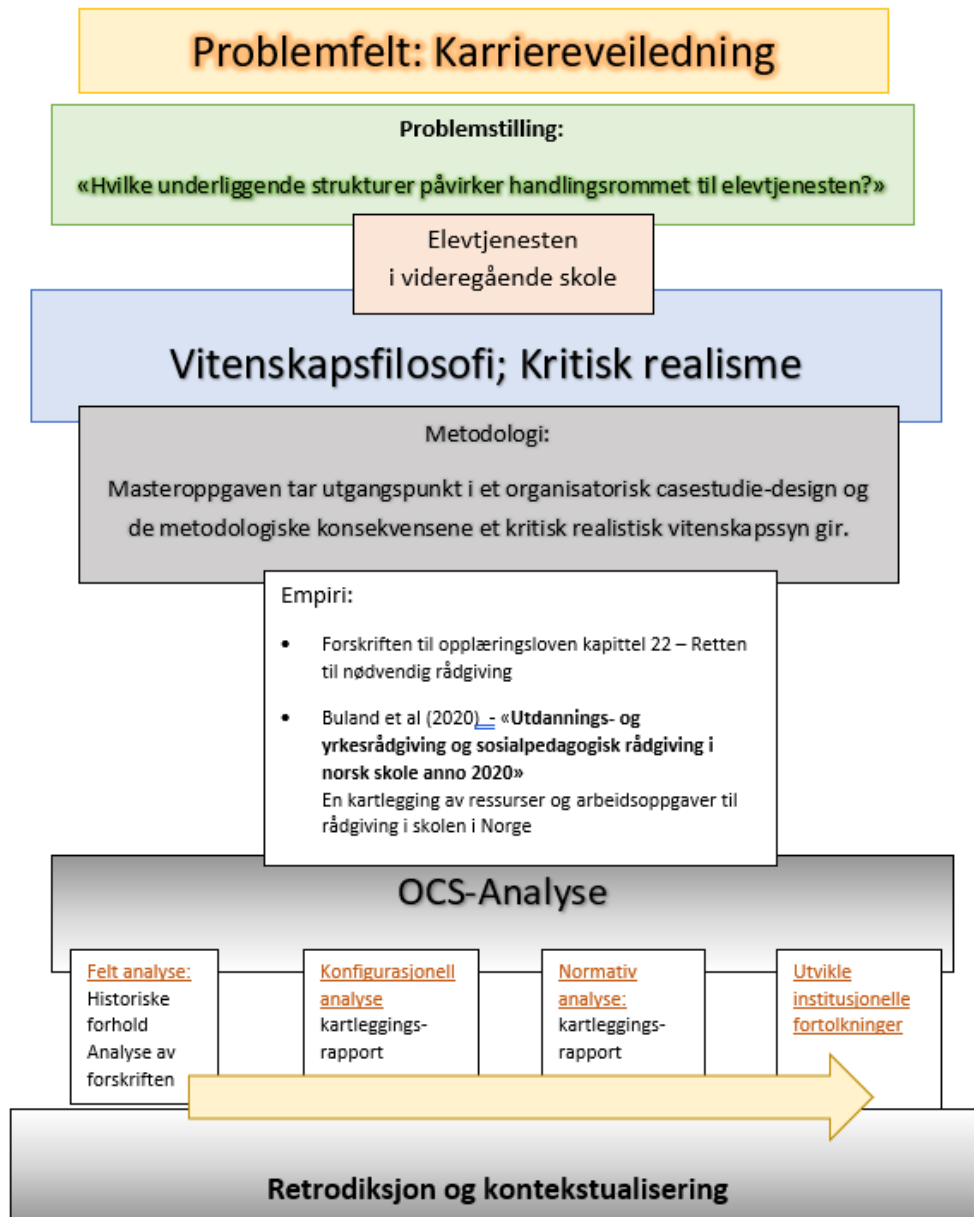 Problemfelt: Karriereveiledning
Problemstilling:
«Hvilke underliggende strukturer påvirker handlingsrommet til elevtjenesten?»
Elevtjenesten
i videregående skole
Vitenskapsfilosofi; Kritisk realisme
Metodologi:
Masteroppgaven tar utgangspunkt i et organisatorisk casestudie-design og
de metodologiske konsekvensene et kritisk realistisk vitenskapssyn gir.
Empiri:
• Forskriften til opplæringsloven kapittel 22 – Retten
til nødvendig rådgiving
• Buland et al (2020) - «Utdannings- og
yrkesrådgiving og sosialpedagogisk rådgiving i
norsk skole anno 2020»
En kartlegging av ressurser og arbeidsoppgaver til
rådgiving i skolen i Norge
OCS-Analyse
Felt analyse:
Historiske
forhold
Analyse av
forskriften
Konfigurasjonell
analyse
kartleggings-
rapport
Normativ
analyse:
kartleggings-
rapport
Utvikle
institusjonelle
fortolkninger
Retrodiksjon og kontekstualisering